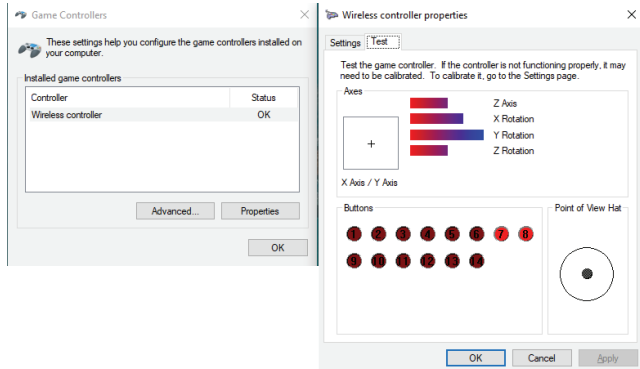 Game Controllers
These settings help you configure the game controllers installed on
your computer.
Installed game controllers
Controller Status
Wireless controller OK
Advanced... Properties
OK
Wireless controller properties
Settings Test
Test the game controller. If the controller is not functioning properly, it may
need to be calibrated. To calibrate it, go to the Settings page.
Axes
Z Axis
X Rotation
Y Rotation
Z Rotation
X Axis / Y Axis
Buttons
1 2 3 4 5 6 7 8
9 10 11 12 13 14
Point of View Hat
OK Cancel Apply